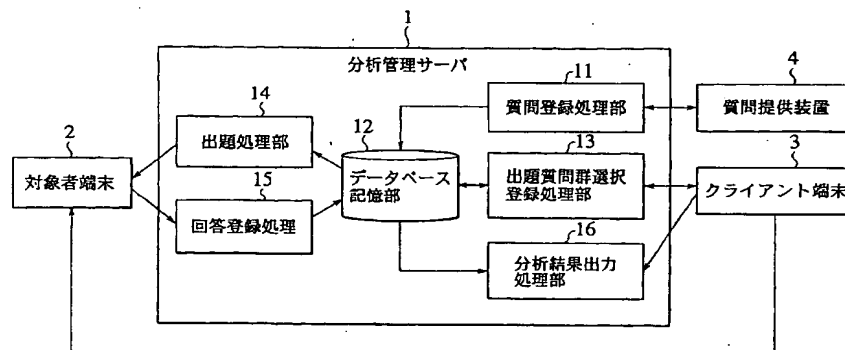 1
分析管理サーバ
11
質問登録処理部
4
質問提供装置
14
出題処理部
12
データベース
記憶部
13
出題質問群選択
登録処理部
3
クライアント端末
2
対象者端末
15
回答登録処理
16
分析結果出力
処理部